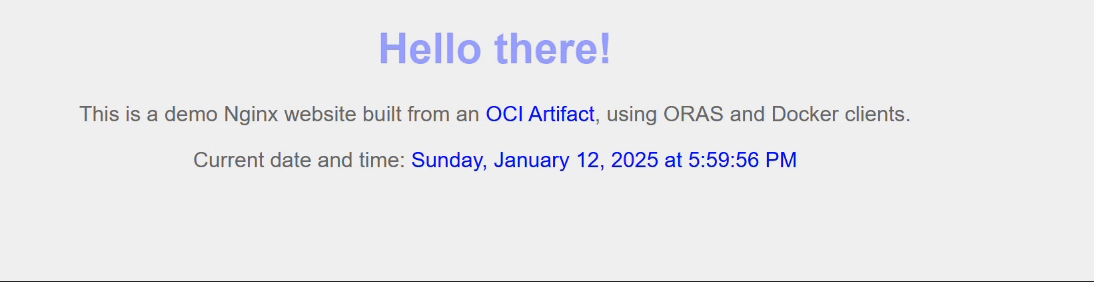 Hello there!
This is a demo Nginx website built from an OCI Artifact, using ORAS and Docker clients.
Current date and time: Sunday, January 12, 2025 at 5:59:56 PM